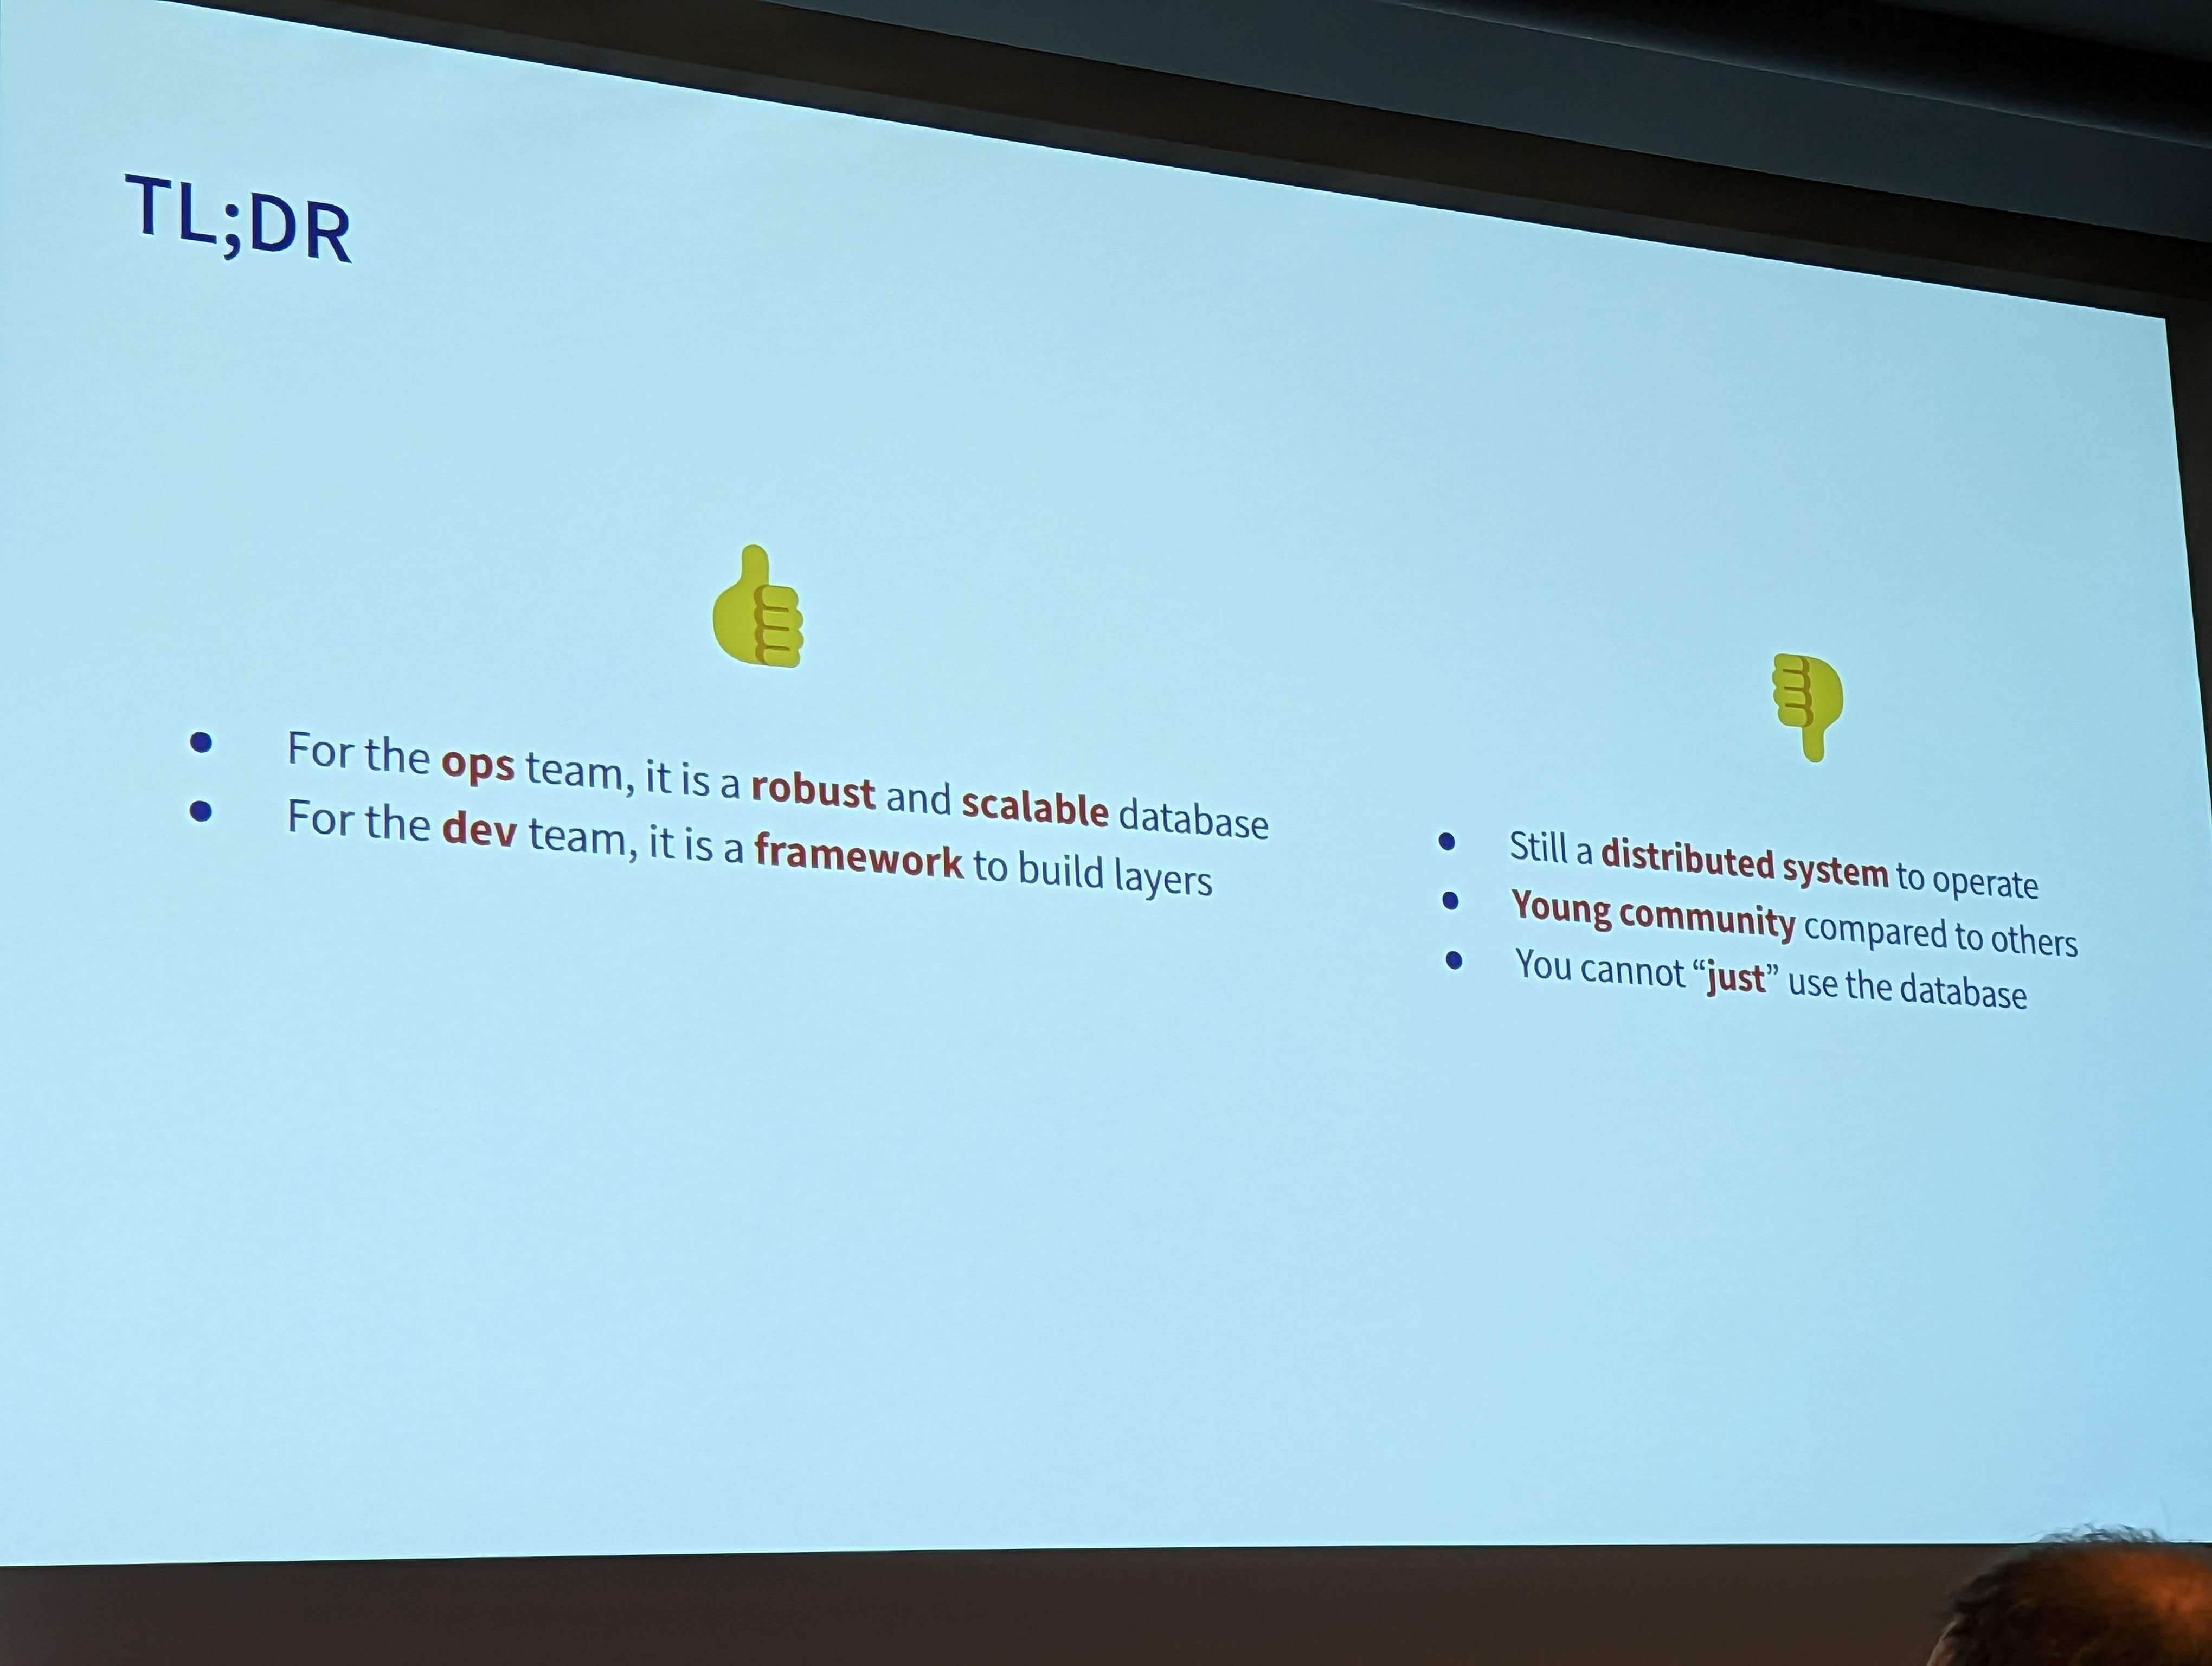 TL;DR
For the ops team, it is a robust and scalable database
For the dev team, it is a framework to build layers
Still a distributed system to operate
Young community compared to others
You cannot “just” use the database